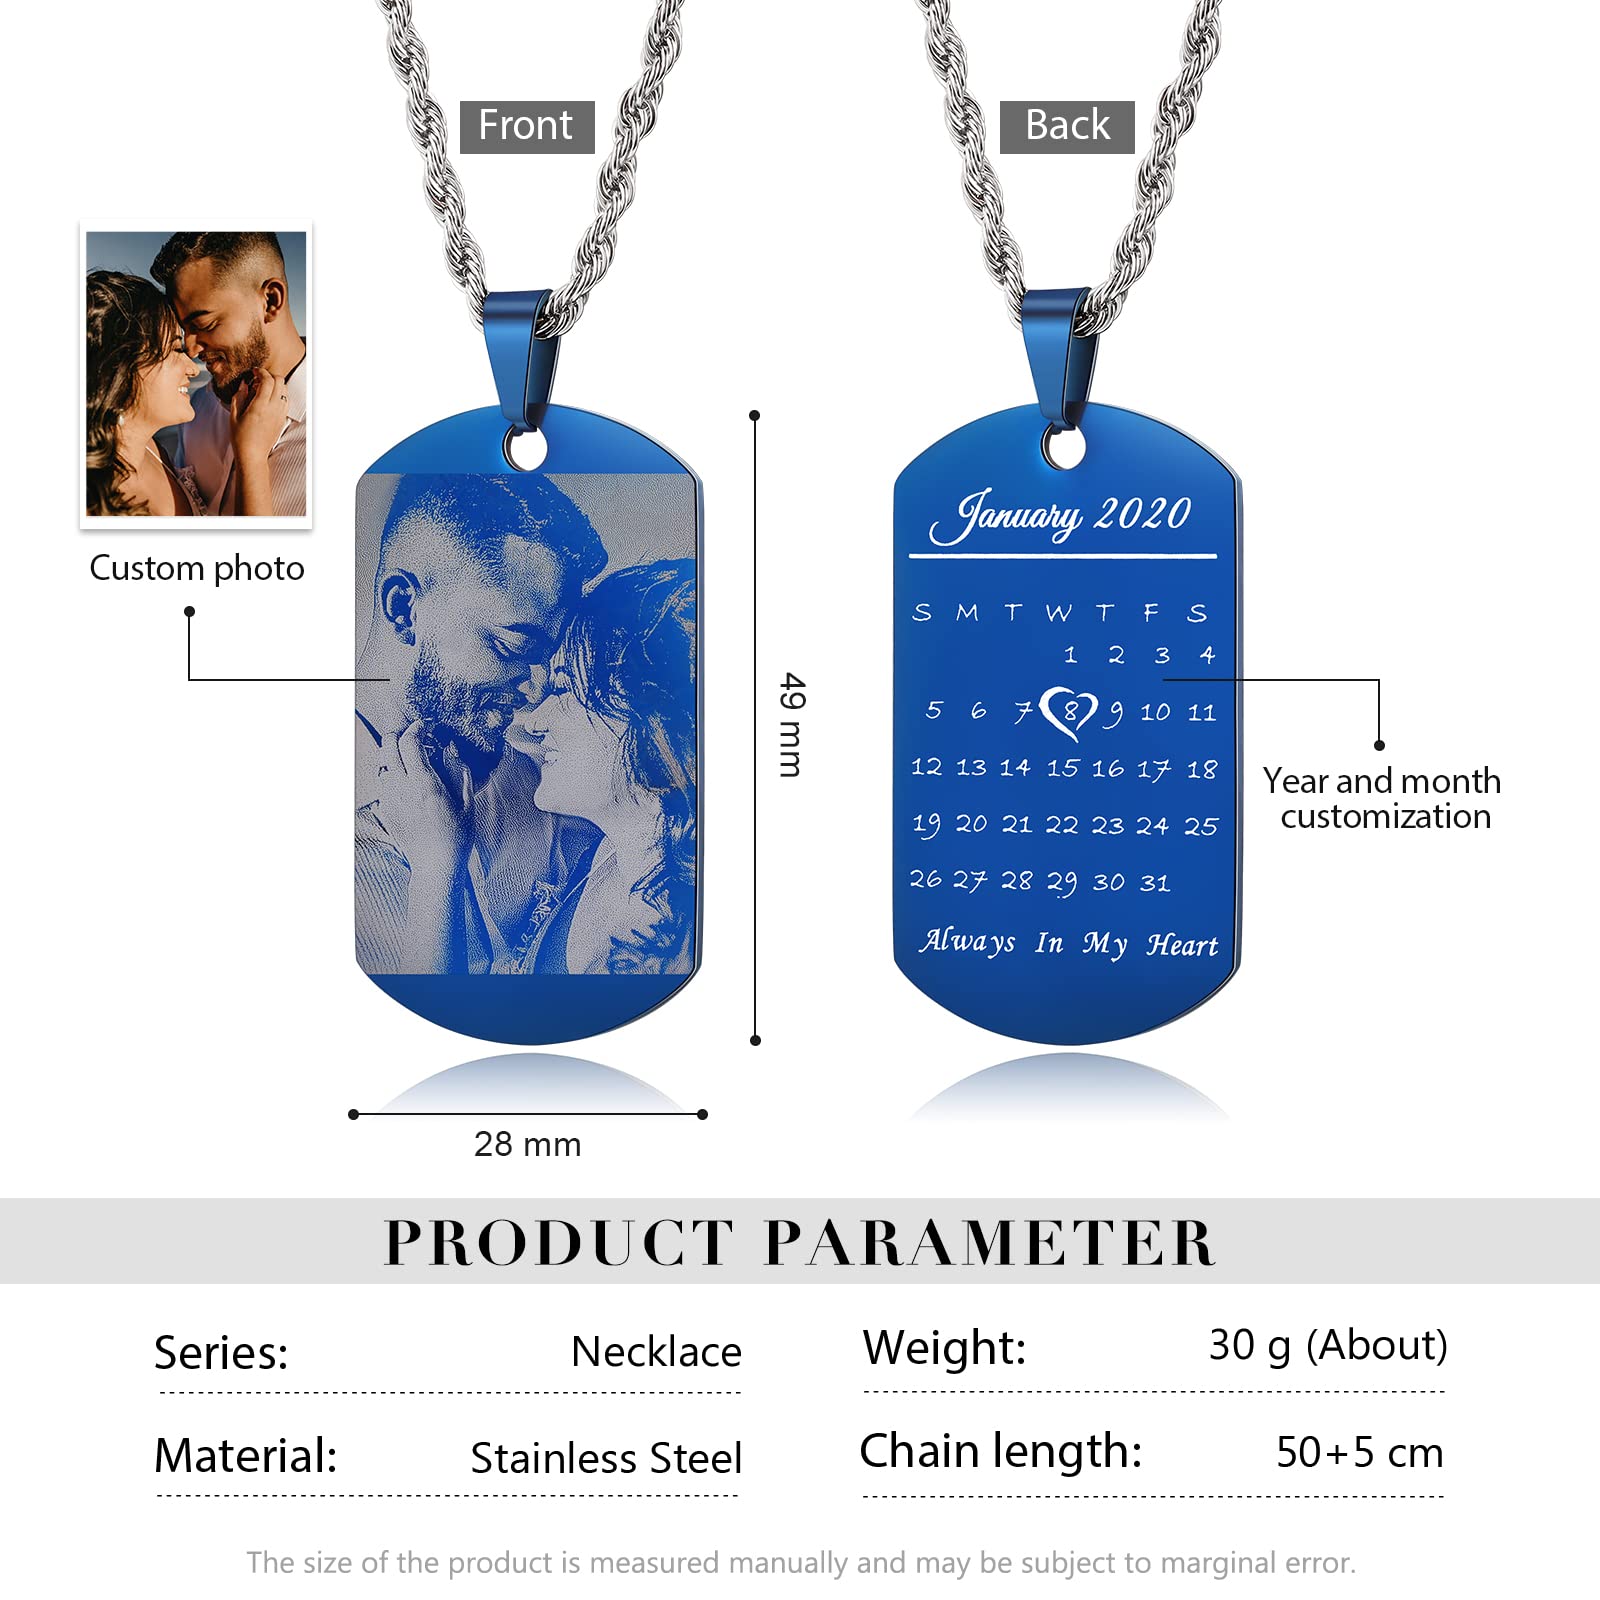 Front
Back
Custom photo
January 2020
S M T W T F S
1 2 3 4
5 6 7 8 9 10 11
12 13 14 15 16 17 18
19 20 21 22 23 24 25
26 27 28 29 30 31
Always In My Heart
49 mm
Year and month
customization
28 mm
PRODUCT PARAMETER
Series: Necklace
Weight: 30 g (About)
Material: Stainless Steel
Chain length: 50+5 cm
The size of the product is measured manually and may be subject to marginal error.